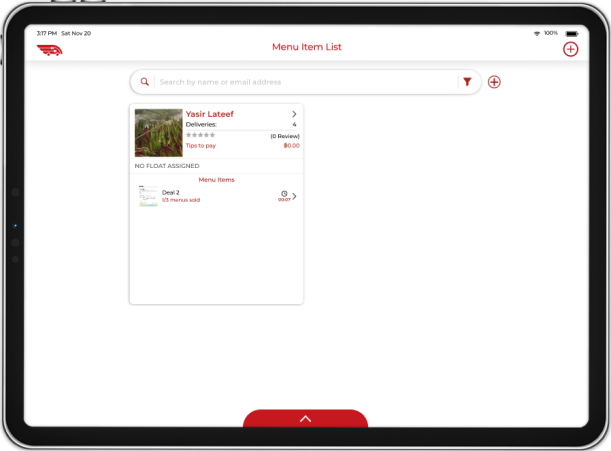 3:17 PM Sat Nov 20
100%
Menu Item List
Search by name or email address
Yasir Lateef
Deliveries: 4
(0 Review)
Tips to pay ฿0.00
NO FLOAT ASSIGNED
Menu Items
Deal 2
1/3 menus sold